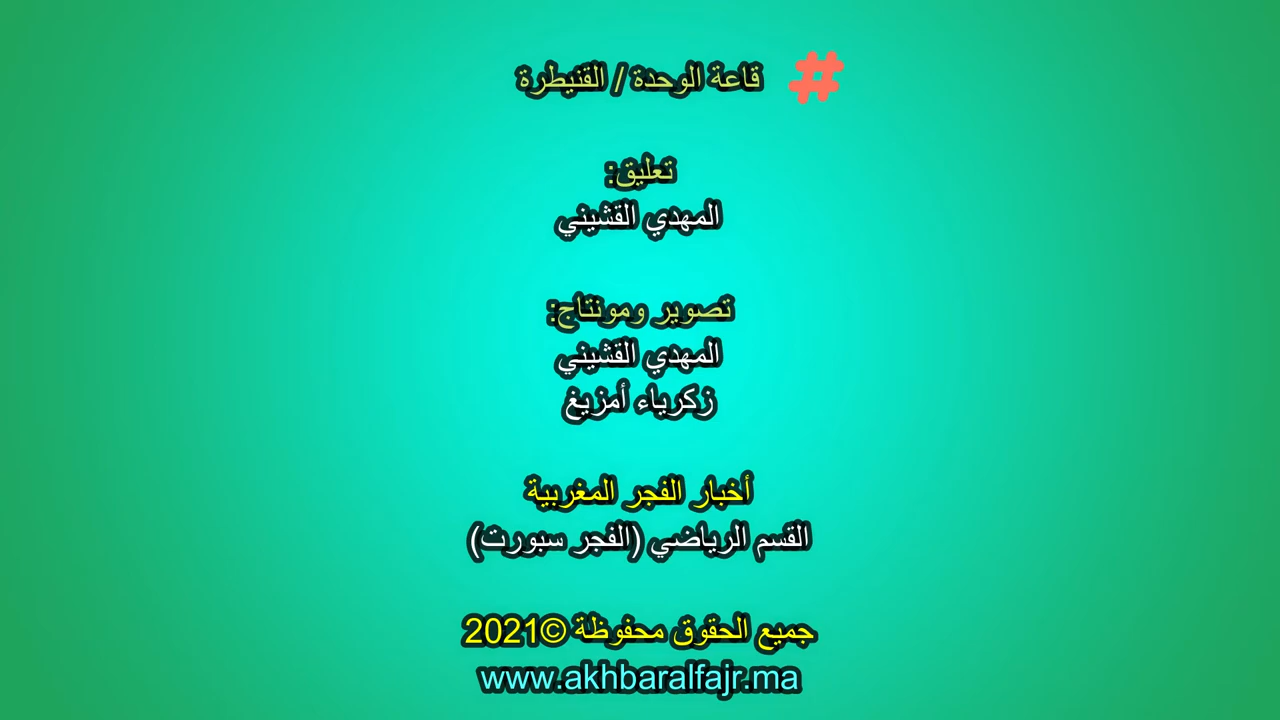 # قاعة الوحدة / القنيطرة
تعليق:
المهدي القشيني
تصوير ومونتاج:
المهدي القشيني
زكرياء أمزيغ
أخبار الفجر المغربية
القسم الرياضي (الفجر سبورت)
جميع الحقوق محفوظة ©2021
www.akhbaralfajr.ma